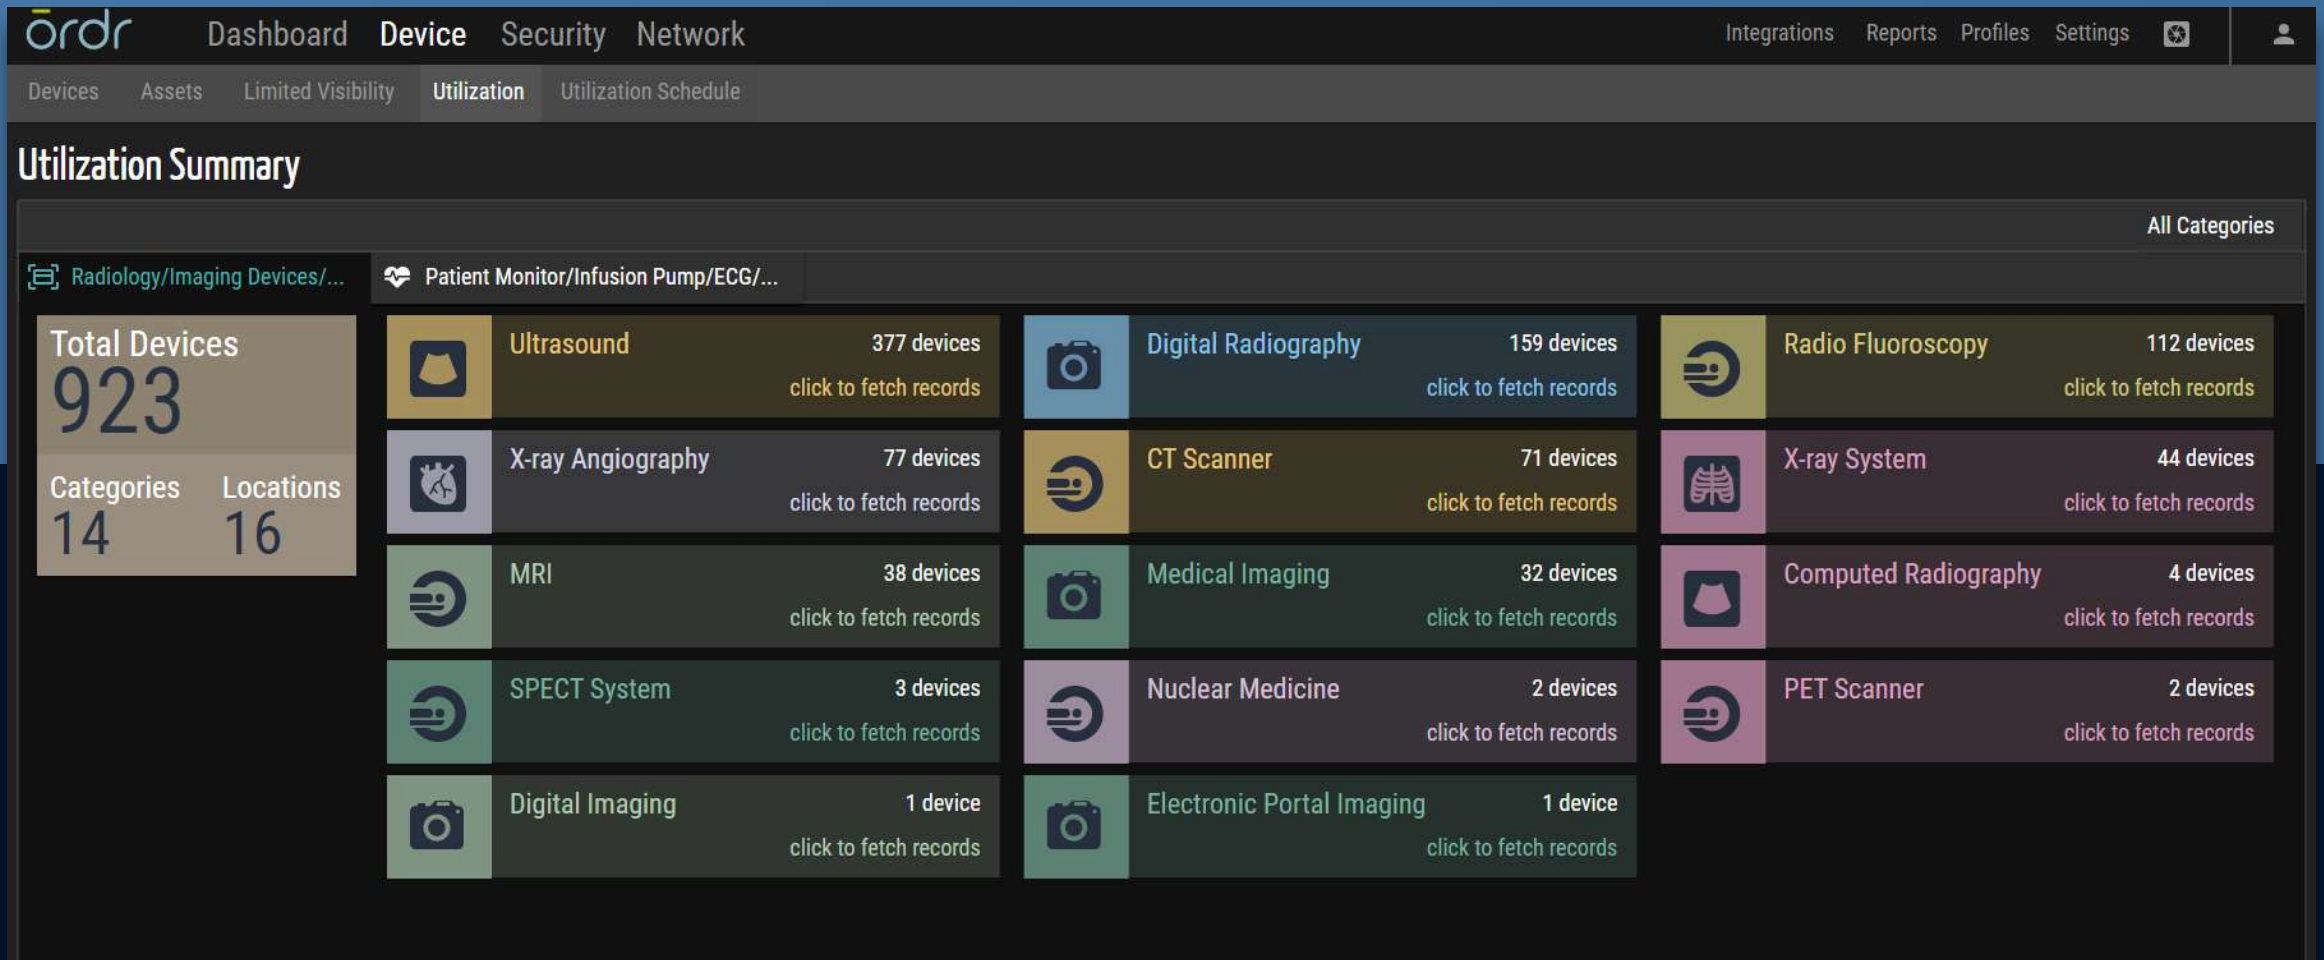 ōrdr Dashboard Device Security Network Integrations Reports Profiles Settings
Devices Assets Limited Visibility Utilization Utilization Schedule
Utilization Summary
All Categories
Radiology/Imaging Devices/... Patient Monitor/Infusion Pump/ECG/...
Total Devices
923
Categories Locations
14 16
Ultrasound 377 devices
click to fetch records
Digital Radiography 159 devices
click to fetch records
Radio Fluoroscopy 112 devices
click to fetch records
X-ray Angiography 77 devices
click to fetch records
CT Scanner 71 devices
click to fetch records
X-ray System 44 devices
click to fetch records
MRI 38 devices
click to fetch records
Medical Imaging 32 devices
click to fetch records
Computed Radiography 4 devices
click to fetch records
SPECT System 3 devices
click to fetch records
Nuclear Medicine 2 devices
click to fetch records
PET Scanner 2 devices
click to fetch records
Digital Imaging 1 device
click to fetch records
Electronic Portal Imaging 1 device
click to fetch records